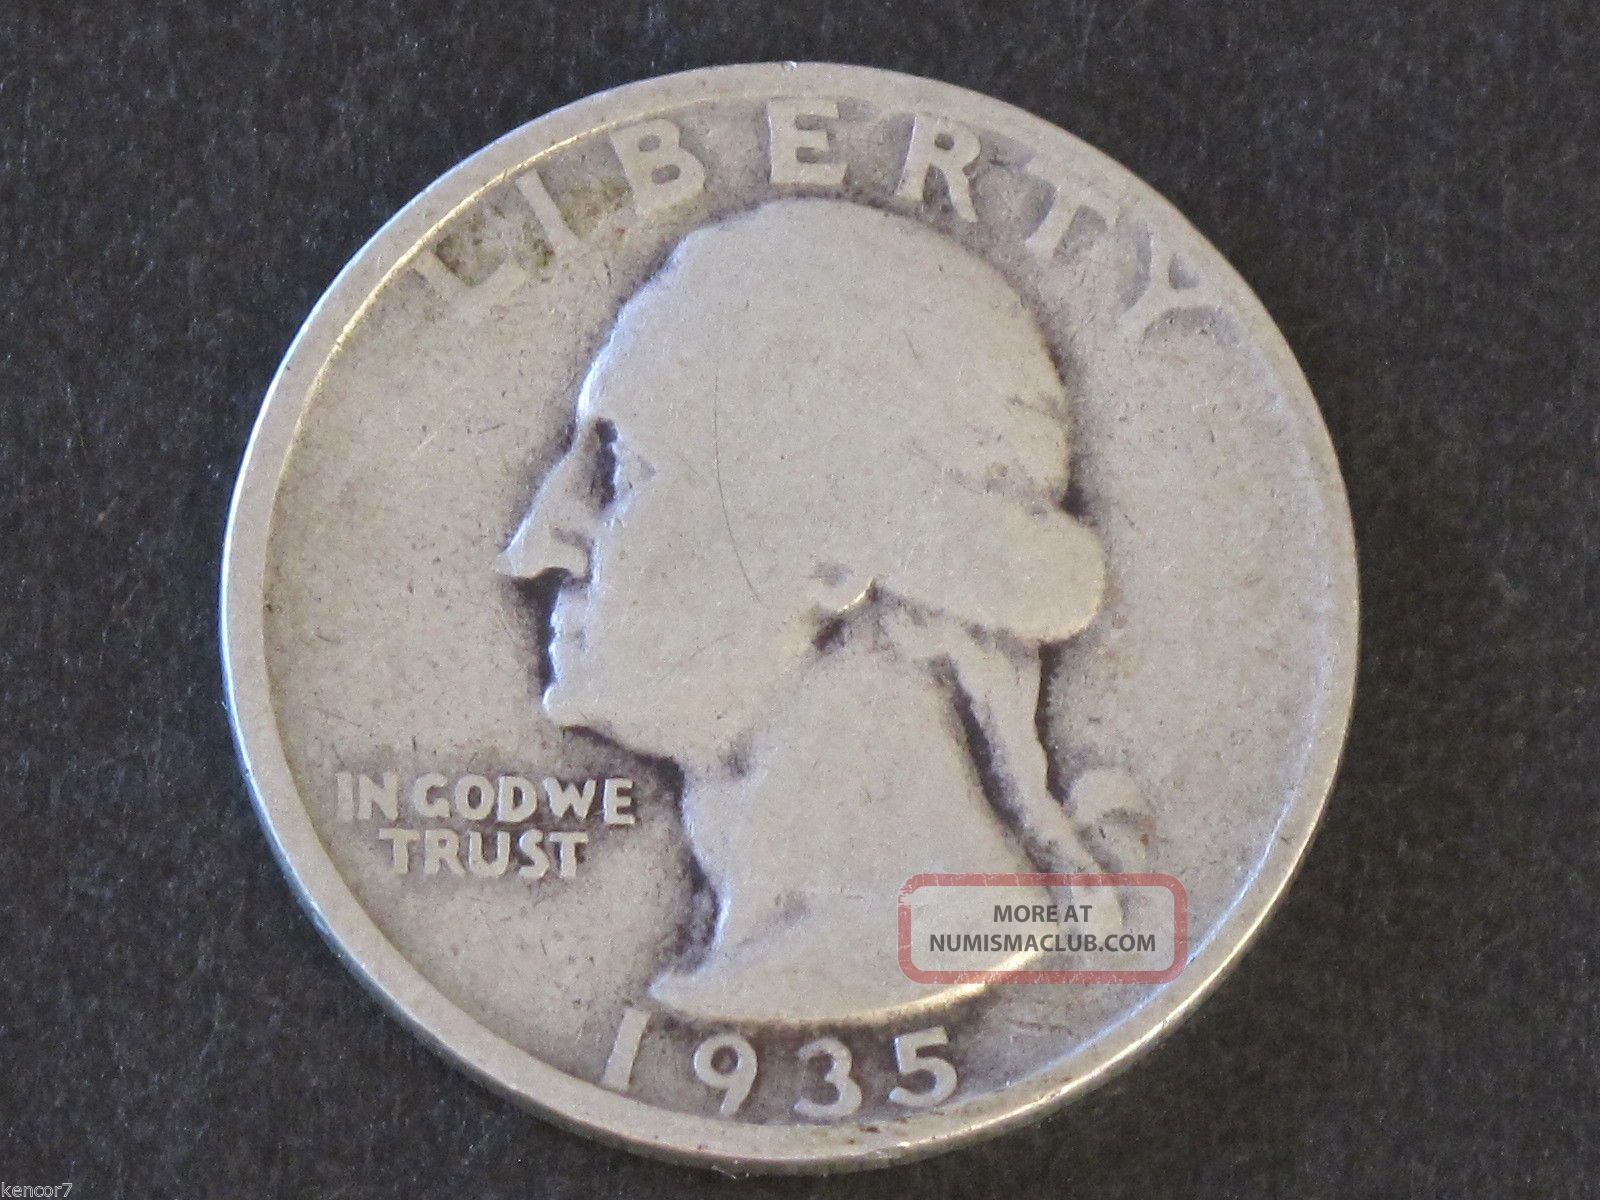 LIBERTY
IN GOD WE
TRUST
1935
MORE AT
NUMISMACLUB.COM
kencor7